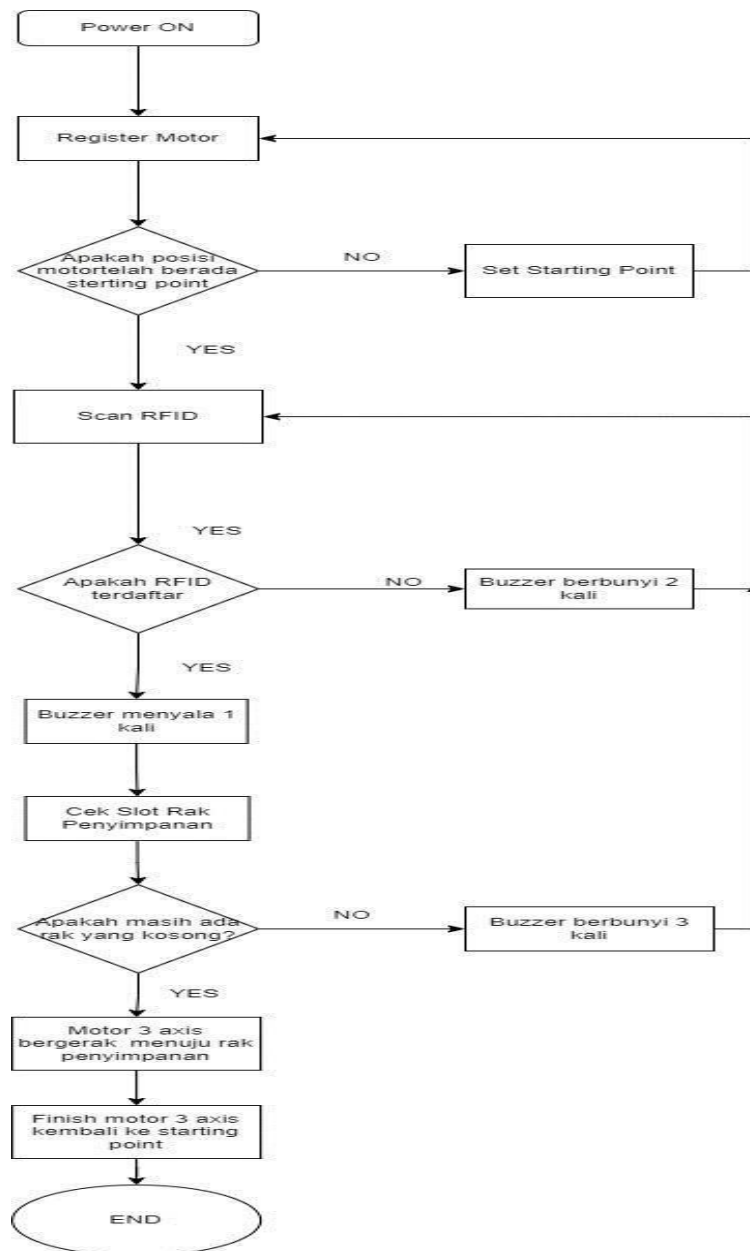 Power ON
Register Motor
Apakah posisi
motortelah berada
sterting point
NO
Set Starting Point
YES
Scan RFID
YES
Apakah RFID
terdaftar
NO
Buzzer berbunyi 2
kali
YES
Buzzer menyala 1
kali
Cek Slot Rak
Penyimpanan
Apakah masih ada
rak yang kosong?
NO
Buzzer berbunyi 3
kali
YES
Motor 3 axis
bergerak menuju rak
penyimpanan
Finish motor 3 axis
kembali ke starting
point
END